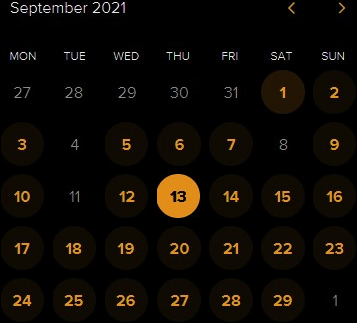 September 2021
MON TUE WED THU FRI SAT SUN
27 28 29 30 31 1 2
3 4 5 6 7 8 9
10 11 12 13 14 15 16
17 18 19 20 21 22 23
24 25 26 27 28 29 1